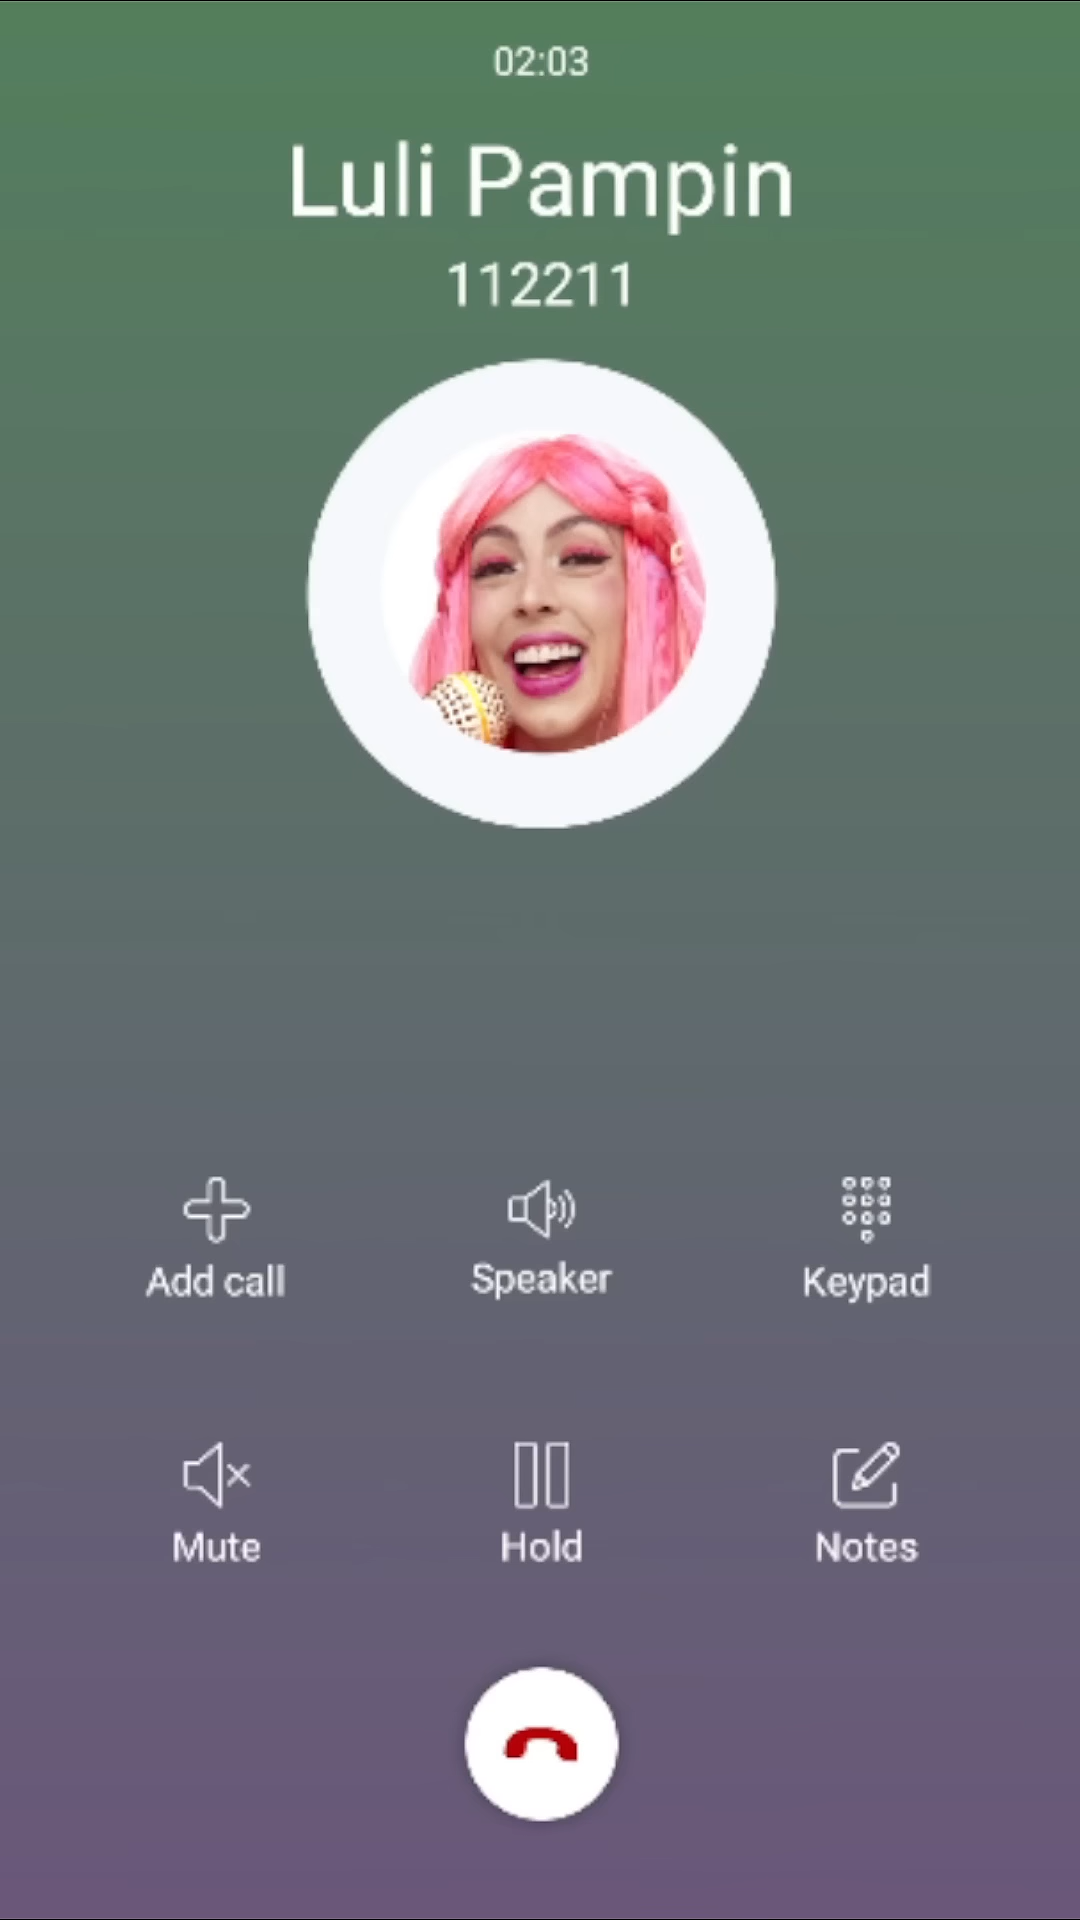 02:03
Luli Pampin
112211
Add call
Speaker
Keypad
Mute
Hold
Notes